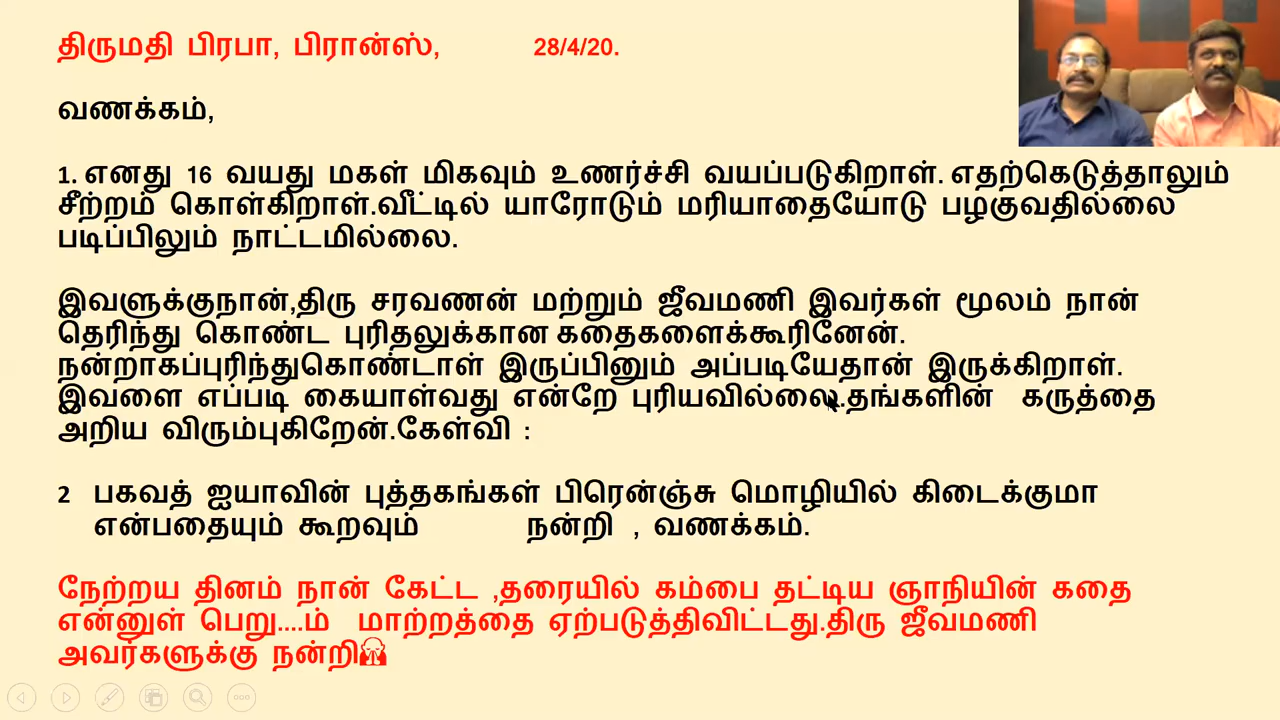 திருமதி பிரபா, பிரான்ஸ், 28/4/20.
வணக்கம்,
1. எனது 16 வயது மகள் மிகவும் உணர்ச்சி வயப்படுகிறாள். எதற்கெடுத்தாலும்
சீற்றம் கொள்கிறாள்.வீட்டில் யாரோடும் மரியாதையோடு பழகுவதில்லை
படிப்பிலும் நாட்டமில்லை.
இவளுக்குநான்,திரு சரவணன் மற்றும் ஜீவமணி இவர்கள் மூலம் நான்
தெரிந்து கொண்ட புரிதலுக்கான கதைகளைக்கூரினேன்.
நன்றாகப்புரிந்துகொண்டாள் இருப்பினும் அப்படியேதான் இருக்கிறாள்.
இவளை எப்படி கையாள்வது என்றே புரியவில்லை.தங்களின் கருத்தை
அறிய விரும்புகிறேன்.கேள்வி :
2 பகவத் ஐயாவின் புத்தகங்கள் பிரென்ஞ்சு மொழியில் கிடைக்குமா
என்பதையும் கூறவும் நன்றி , வணக்கம்.
நேற்றய தினம் நான் கேட்ட ,தரையில் கம்பை தட்டிய ஞாநியின் கதை
என்னுள் பெறு....ம் மாற்றத்தை ஏற்படுத்திவிட்டது.திரு ஜீவமணி
அவர்களுக்கு நன்றி🙏